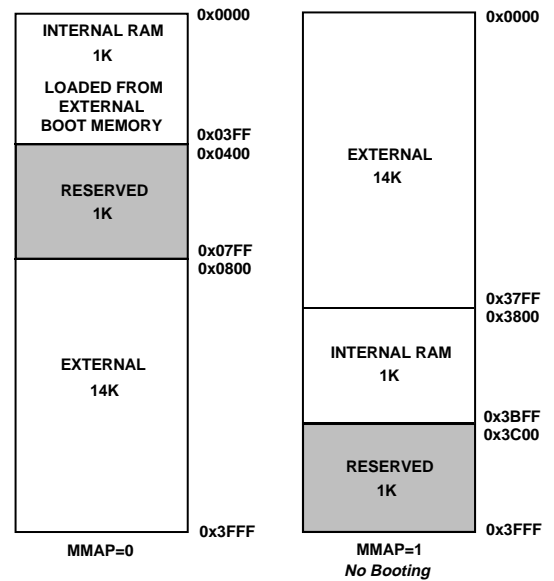 0x0000
INTERNAL RAM
1K
LOADED FROM
EXTERNAL
BOOT MEMORY
0x03FF
0x0400
RESERVED
1K
0x07FF
0x0800
EXTERNAL
14K
0x3FFF
MMAP=0
0x0000
EXTERNAL
14K
0x37FF
0x3800
INTERNAL RAM
1K
0x3BFF
0x3C00
RESERVED
1K
0x3FFF
MMAP=1
No Booting